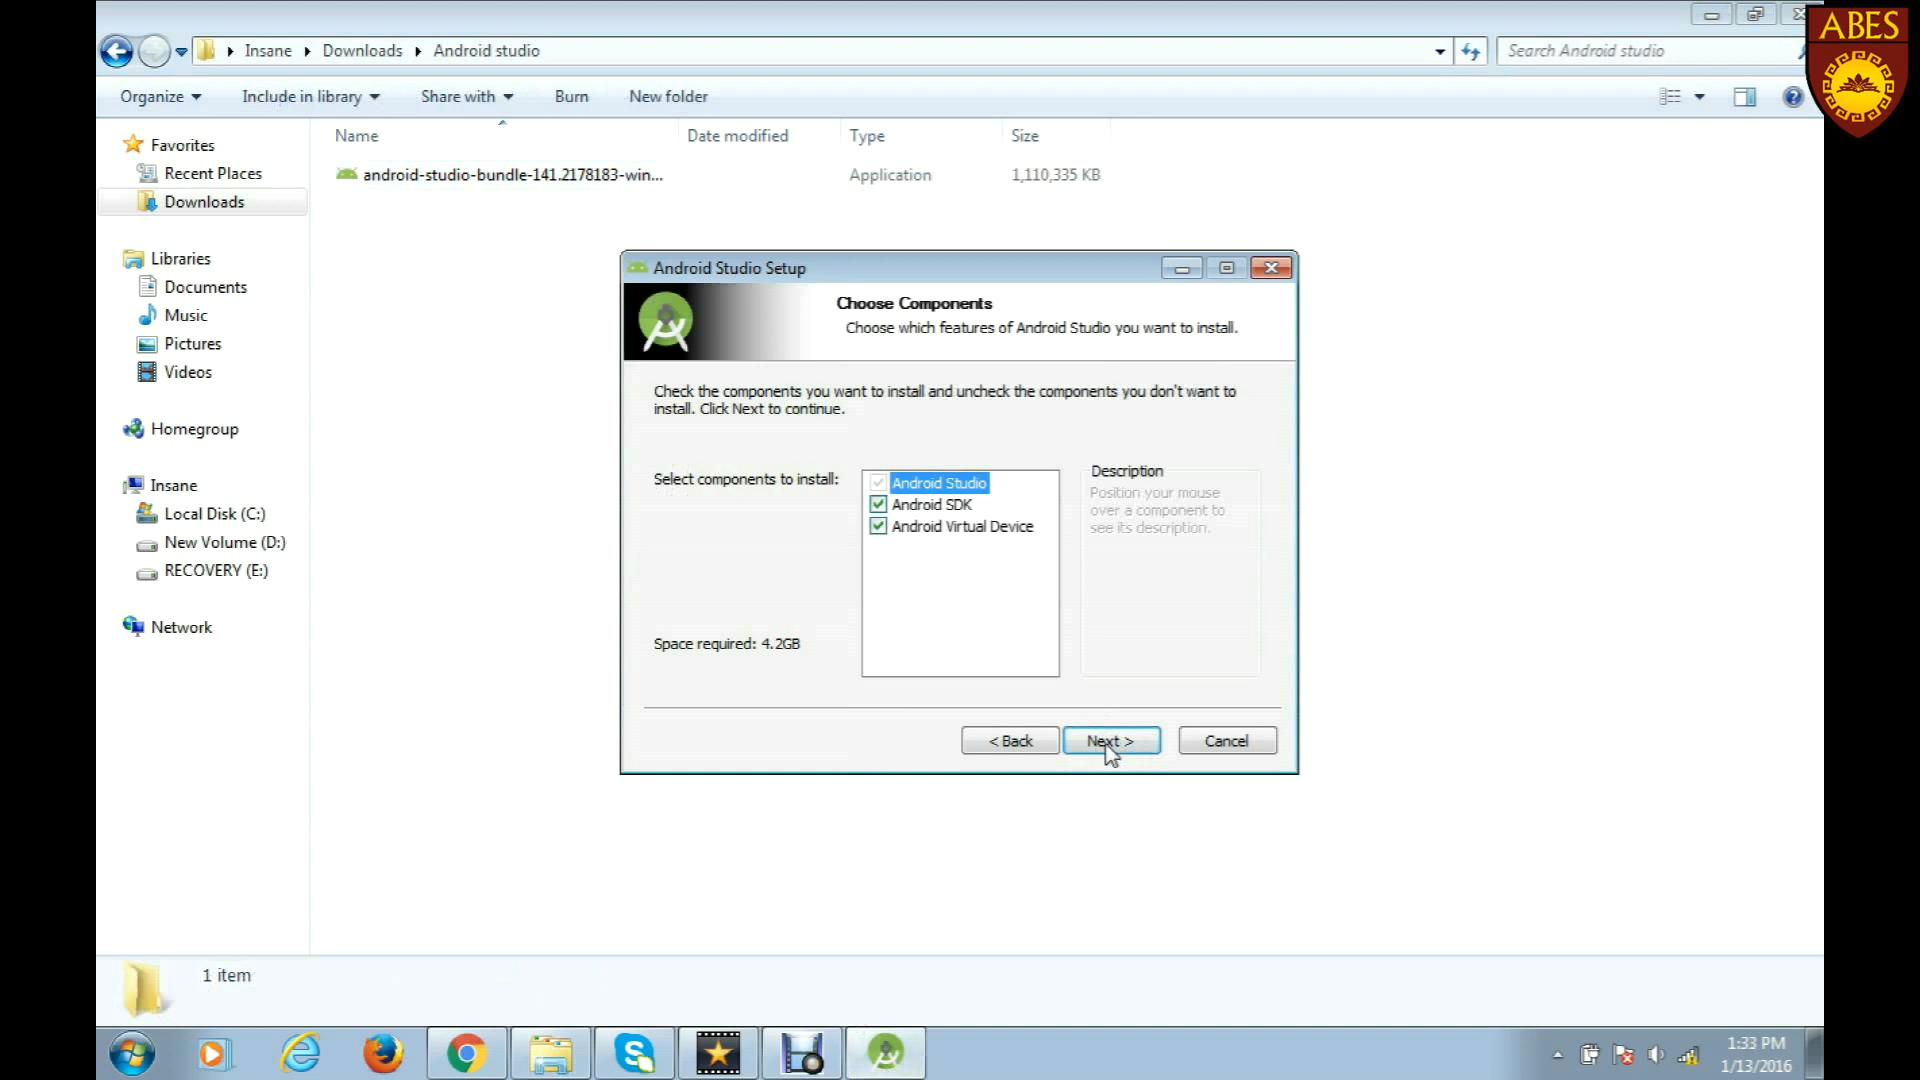 ABES
Insane
Downloads
Android studio
Search Android studio
Organize
Include in library
Share with
Burn
New folder
Name
Date modified
Type
Size
android-studio-bundle-141.2178183-win...
Application
1,110,335 KB
Favorites
Recent Places
Downloads
Libraries
Documents
Music
Pictures
Videos
Homegroup
Insane
Local Disk (C:)
New Volume (D:)
RECOVERY (E:)
Network
Android Studio Setup
Choose Components
Choose which features of Android Studio you want to install.
Check the components you want to install and uncheck the components you don't want to
install. Click Next to continue.
Select components to install:
Android Studio
Android SDK
Android Virtual Device
Description
Position your mouse
over a component to
see its description.
Space required: 4.2GB
< Back
Next >
Cancel
1 item
1:33 PM
1/13/2016